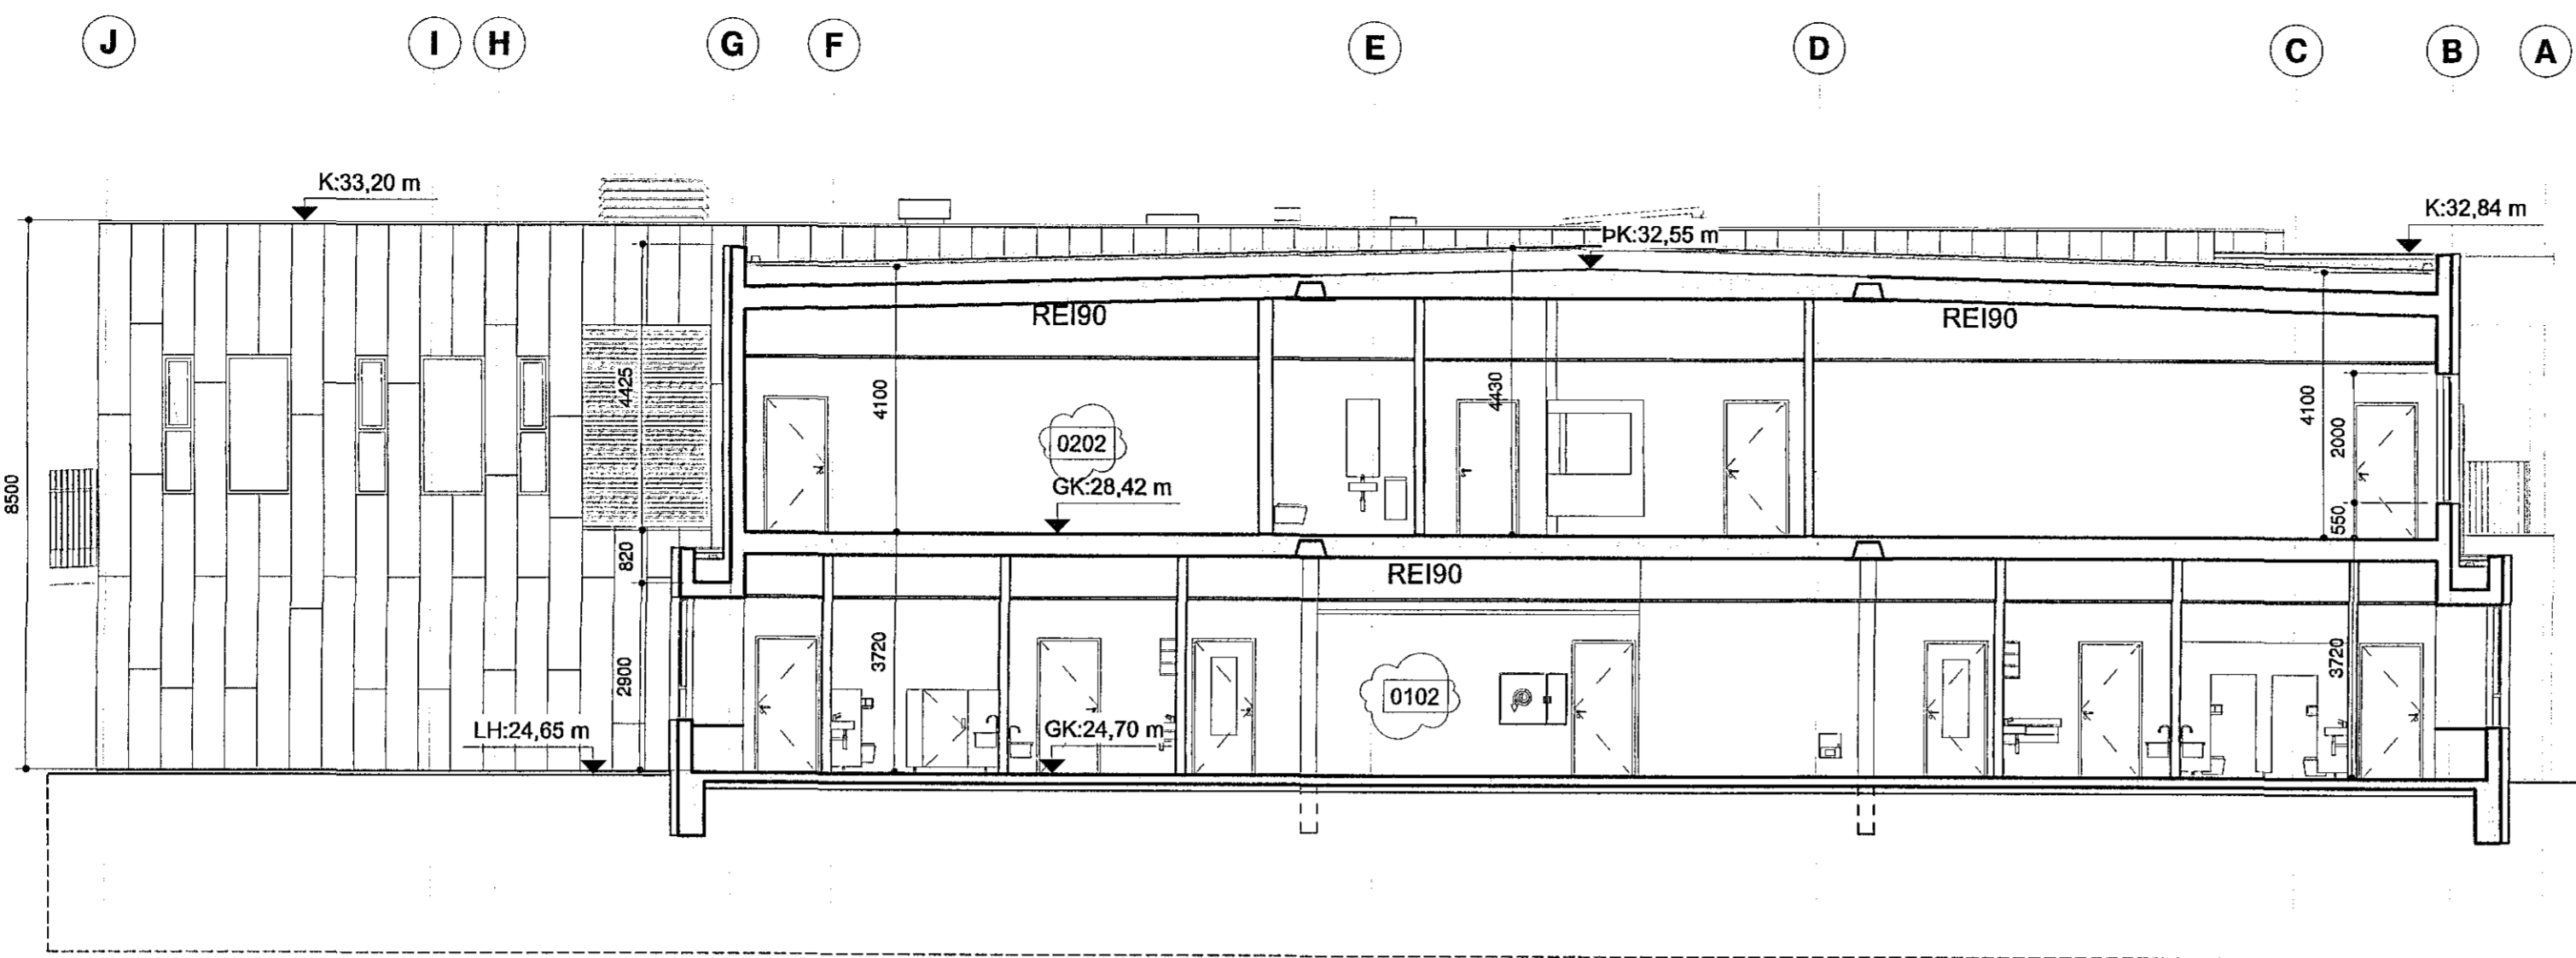 J I H G F E D C B A
K:33,20 m
K:32,84 m
ÞK:32,55 m
REI90
REI90
4425
4100
4430
4100
2000
0202
8500
GK:28,42 m
550
820
REI90
3720
3720
2900
0102
LH:24,65 m
GK:24,70 m